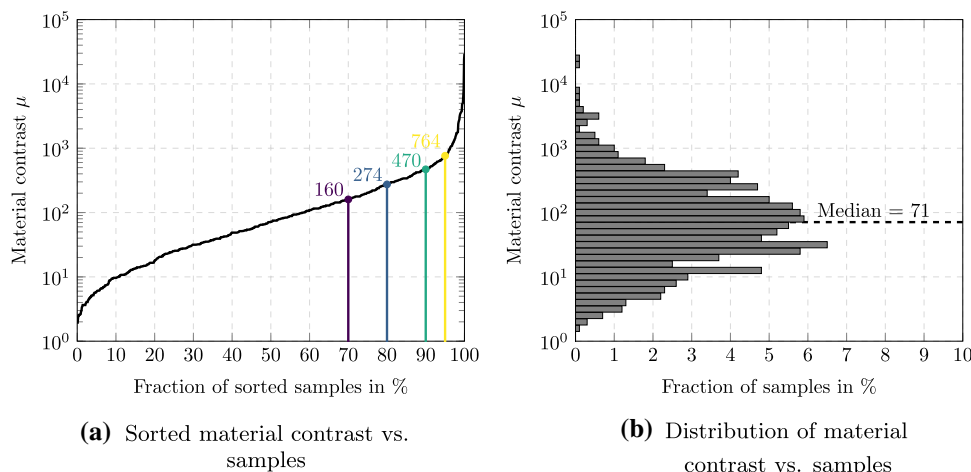 10^5
10^4
10^3
10^2
10^1
10^0
Material contrast μ
764
470
274
160
0 10 20 30 40 50 60 70 80 90 100
Fraction of sorted samples in %
(a) Sorted material contrast vs.
samples
10^5
10^4
10^3
10^2
10^1
10^0
Material contrast μ
Median = 71
0 1 2 3 4 5 6 7 8 9 10
Fraction of samples in %
(b) Distribution of material
contrast vs. samples